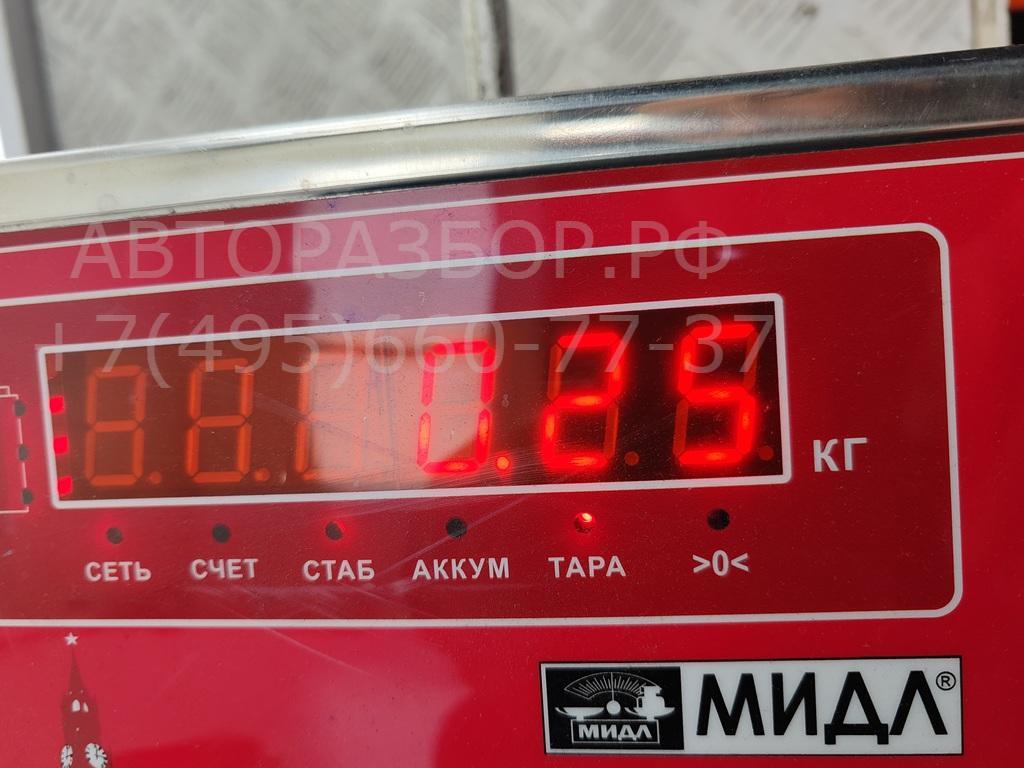 АВТОРАЗБОР.РФ
+7(495)660-77-37
0.25
КГ
СЕТЬ СЧЕТ СТАБ АККУМ ТАРА >0<
МИДЛ МИДЛ®